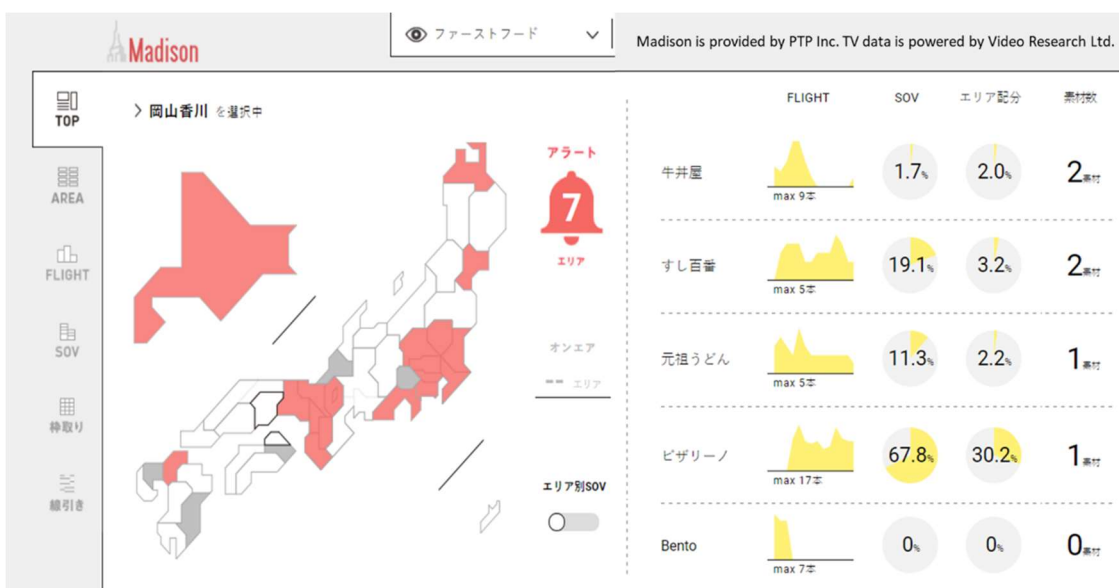 Madison
ファーストフード
Madison is provided by PTP Inc. TV data is powered by Video Research Ltd.
TOP
AREA
FLIGHT
SOV
枠取り
線引き
> 岡山香川 を選択中
アラート
7
エリア
オンエア
-- エリア
エリア別SOV
FLIGHT SOV エリア配分 素材数
牛丼屋 1.7% 2.0% 2素材
max 9本
すし百番 19.1% 3.2% 2素材
max 5本
元祖うどん 11.3% 2.2% 1素材
max 5本
ピザリーノ 67.8% 30.2% 1素材
max 17本
Bento 0% 0% 0素材
max 7本